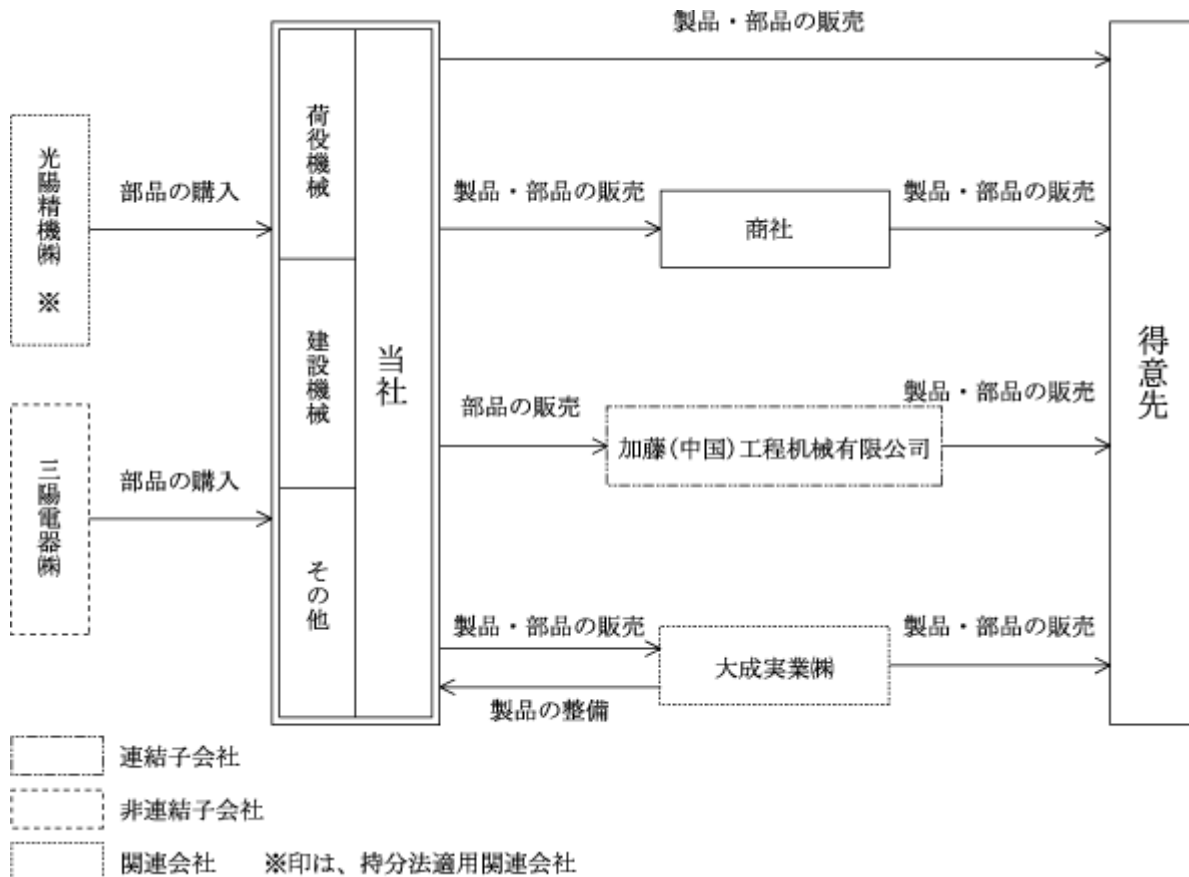 製品・部品の販売
光陽精機㈱ ※
部品の購入
三陽電器㈱
部品の購入
荷役機械
建設機械
その他
当社
製品・部品の販売
商社
製品・部品の販売
部品の販売
加藤(中国)工程机械有限公司
製品・部品の販売
製品・部品の販売
製品の整備
大成実業㈱
製品・部品の販売
得意先
連結子会社
非連結子会社
関連会社 ※印は、持分法適用関連会社